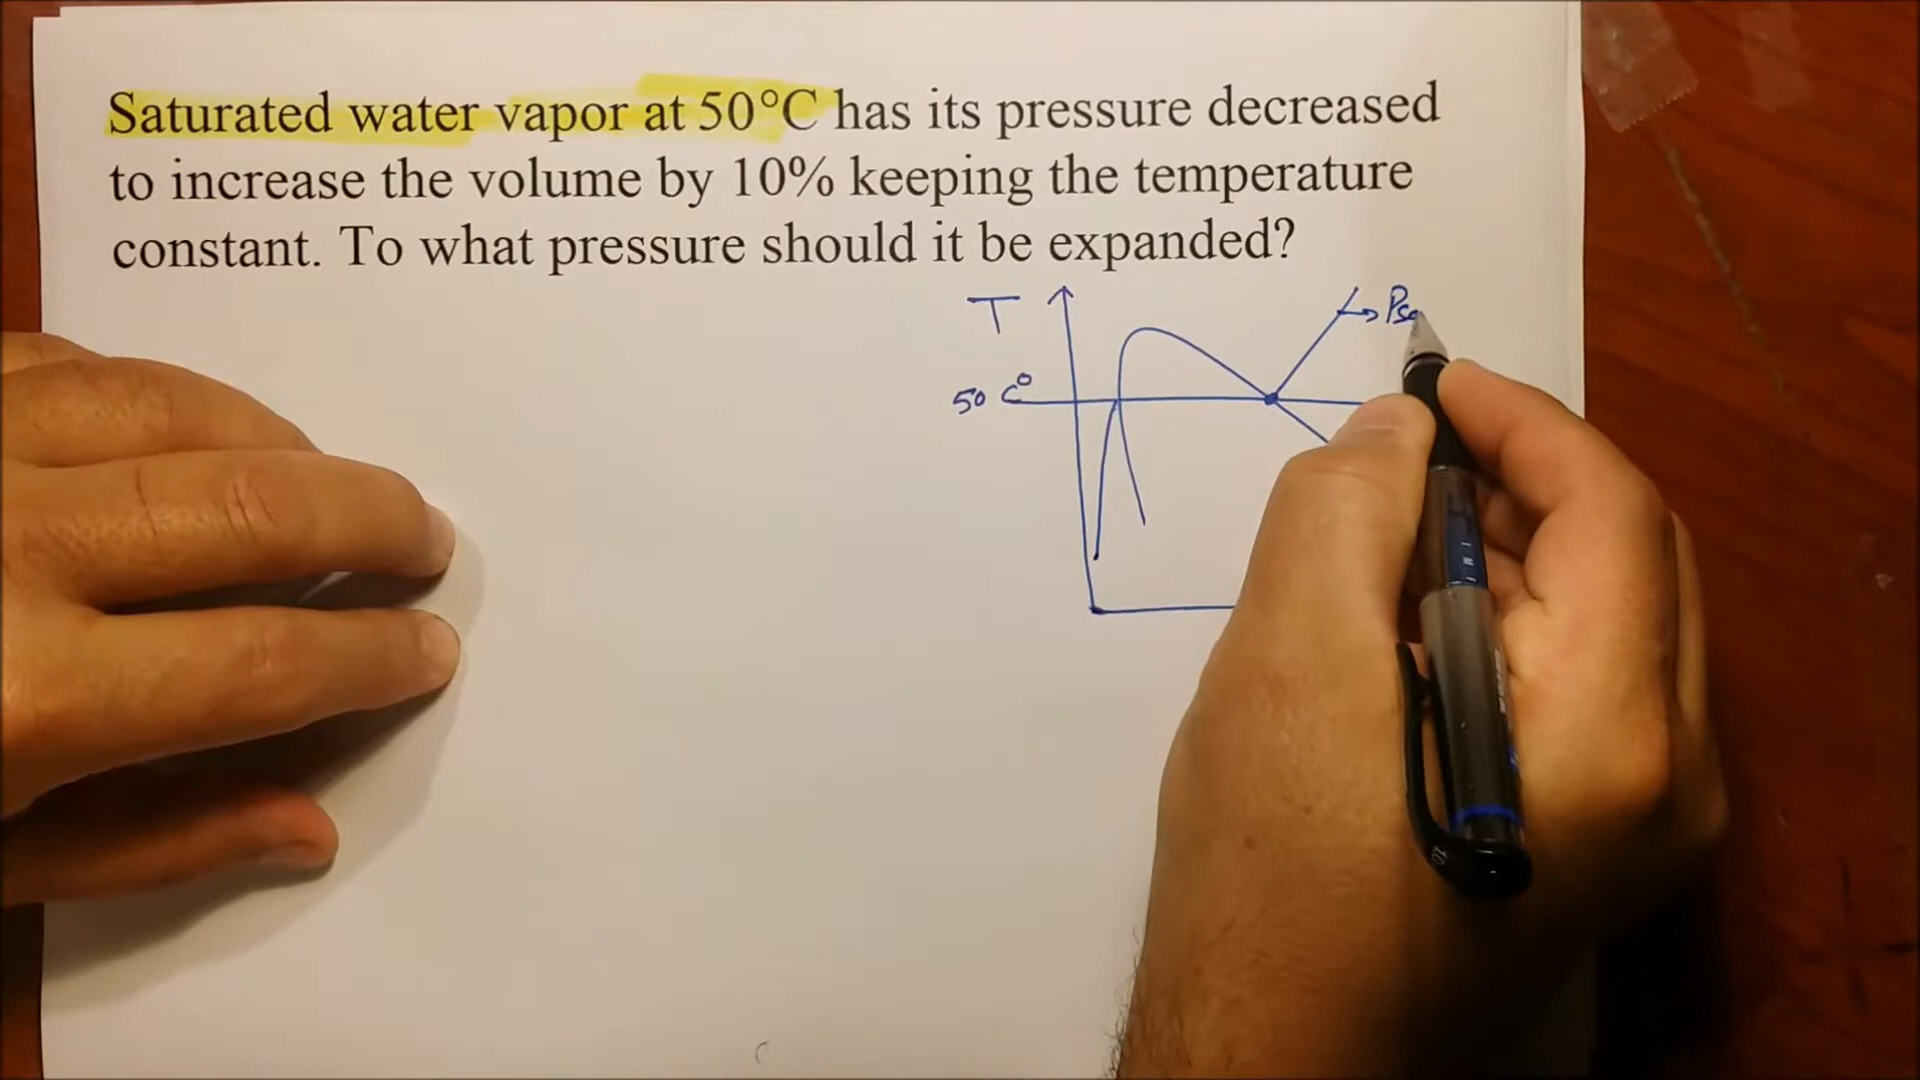 Saturated water vapor at 50°C has its pressure decreased
to increase the volume by 10% keeping the temperature
constant. To what pressure should it be expanded?
T
50 C°